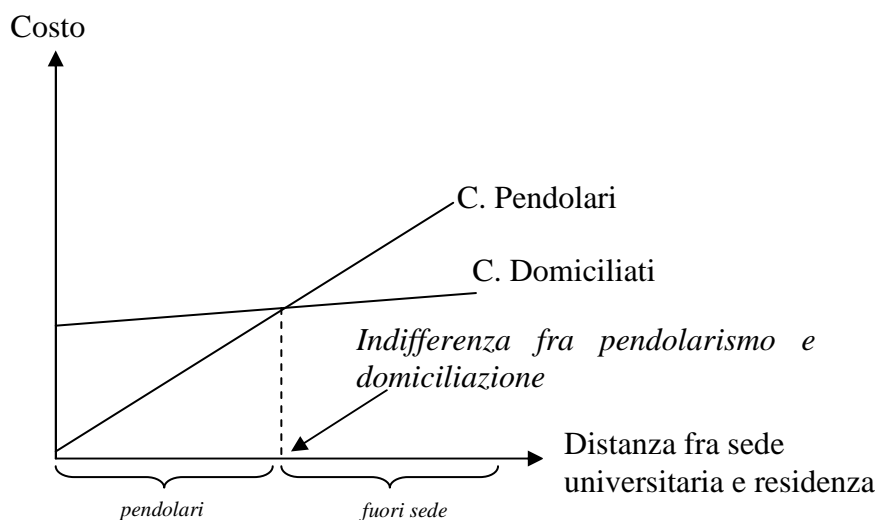 Costo
C. Pendolari
C. Domiciliati
Indifferenza fra pendolarismo e
domiciliazione
Distanza fra sede
universitaria e residenza
pendolari
fuori sede